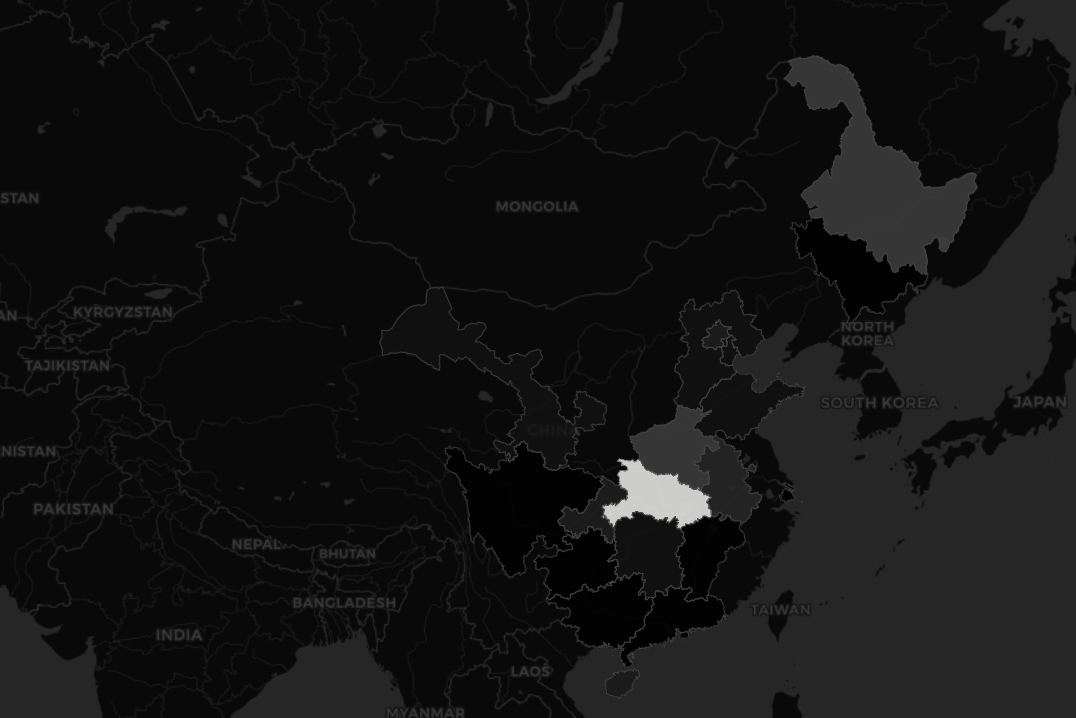 STAN
MONGOLIA
AN
KYRGYZSTAN
NORTH
KOREA
TAJIKISTAN
SOUTH KOREA
JAPAN
CHINA
NISTAN
PAKISTAN
NEPAL
BHUTAN
BANGLADESH
TAIWAN
INDIA
LAOS
MYANMAR